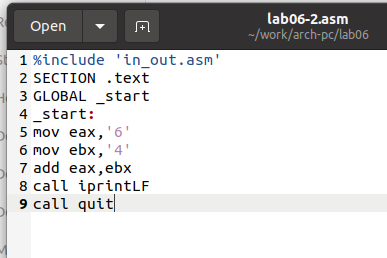 Open
lab06-2.asm
~/work/arch-pc/lab06
1 %include 'in_out.asm'
2 SECTION .text
3 GLOBAL _start
4 _start:
5 mov eax,'6'
6 mov ebx,'4'
7 add eax,ebx
8 call iprintLF
9 call quit